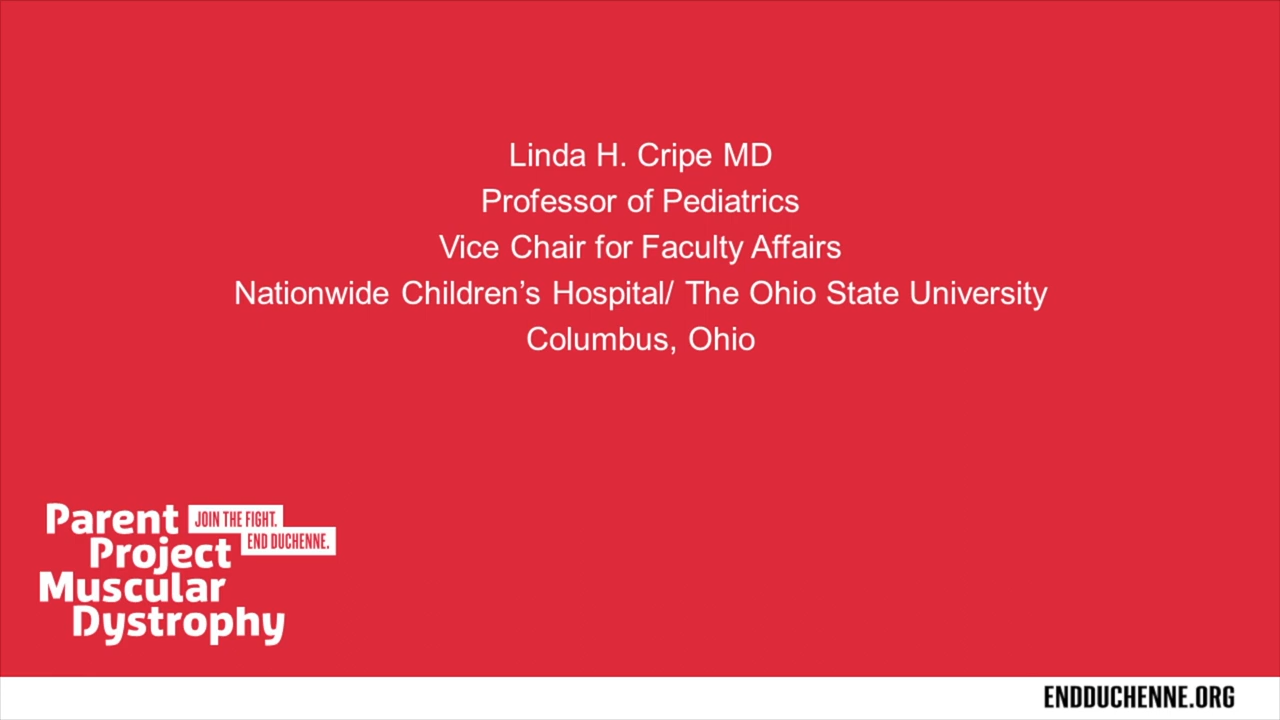 Linda H. Cripe MD
Professor of Pediatrics
Vice Chair for Faculty Affairs
Nationwide Children’s Hospital/ The Ohio State University
Columbus, Ohio
Parent
JOIN THE FIGHT.
Project
END DUCHENNE.
Muscular
Dystrophy
ENDDUCHENNE.ORG